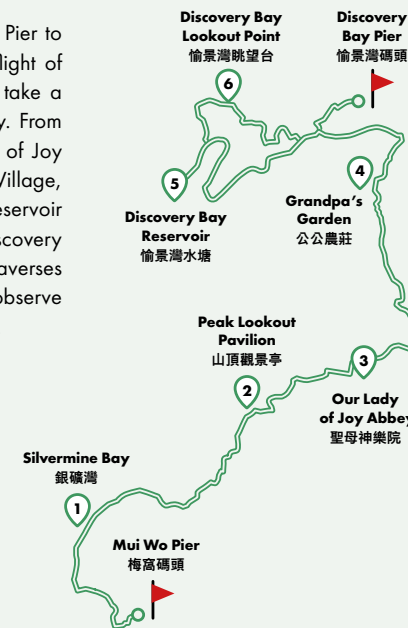 Pier to
light of
take a
y. From
of Joy
Village,
eservoir
scovery
averses
observe
Discovery Bay
Lookout Point
愉景灣眺望台
6
Discovery
Bay Pier
愉景灣碼頭
5
Discovery Bay
Reservoir
愉景灣水塘
4
Grandpa's
Garden
公公農莊
Peak Lookout
Pavilion
山頂觀景亭
2
3
Our Lady
of Joy Abbey
聖母神樂院
Silvermine Bay
銀礦灣
1
Mui Wo Pier
梅窩碼頭